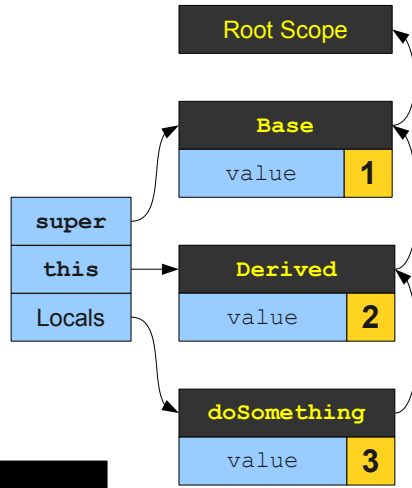 Root Scope
Base
value 1
super
this
Locals
Derived
value 2
doSomething
value 3